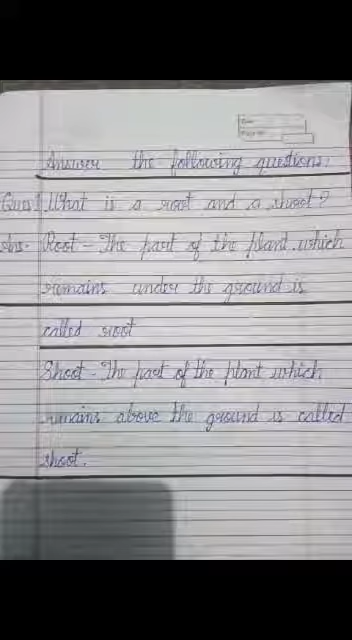 Answer the following questions.
Ques1 What is a root and a shoot?
Ans. Root - The part of the plant which
remains under the ground is
called root
Shoot - The part of the plant which
remains above the ground is called
shoot.